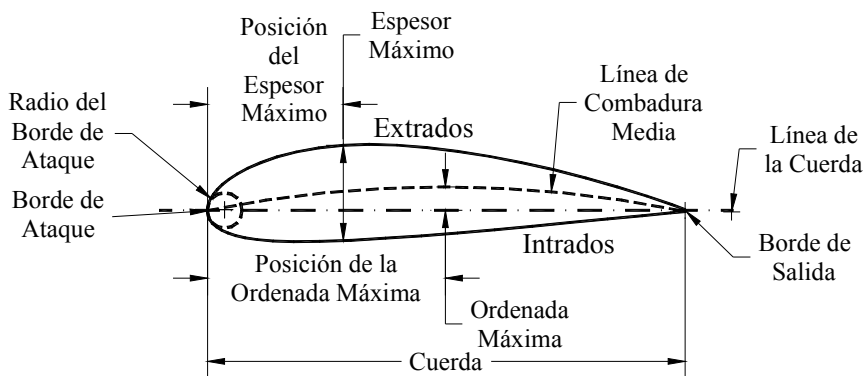 Posición
del
Espesor
Máximo
Espesor
Máximo
Línea de
Combadura
Media
Radio del
Borde de
Ataque
Extrados
Línea de
la Cuerda
Borde de
Ataque
Posición de la
Ordenada Máxima
Intrados
Borde de
Salida
Ordenada
Máxima
Cuerda